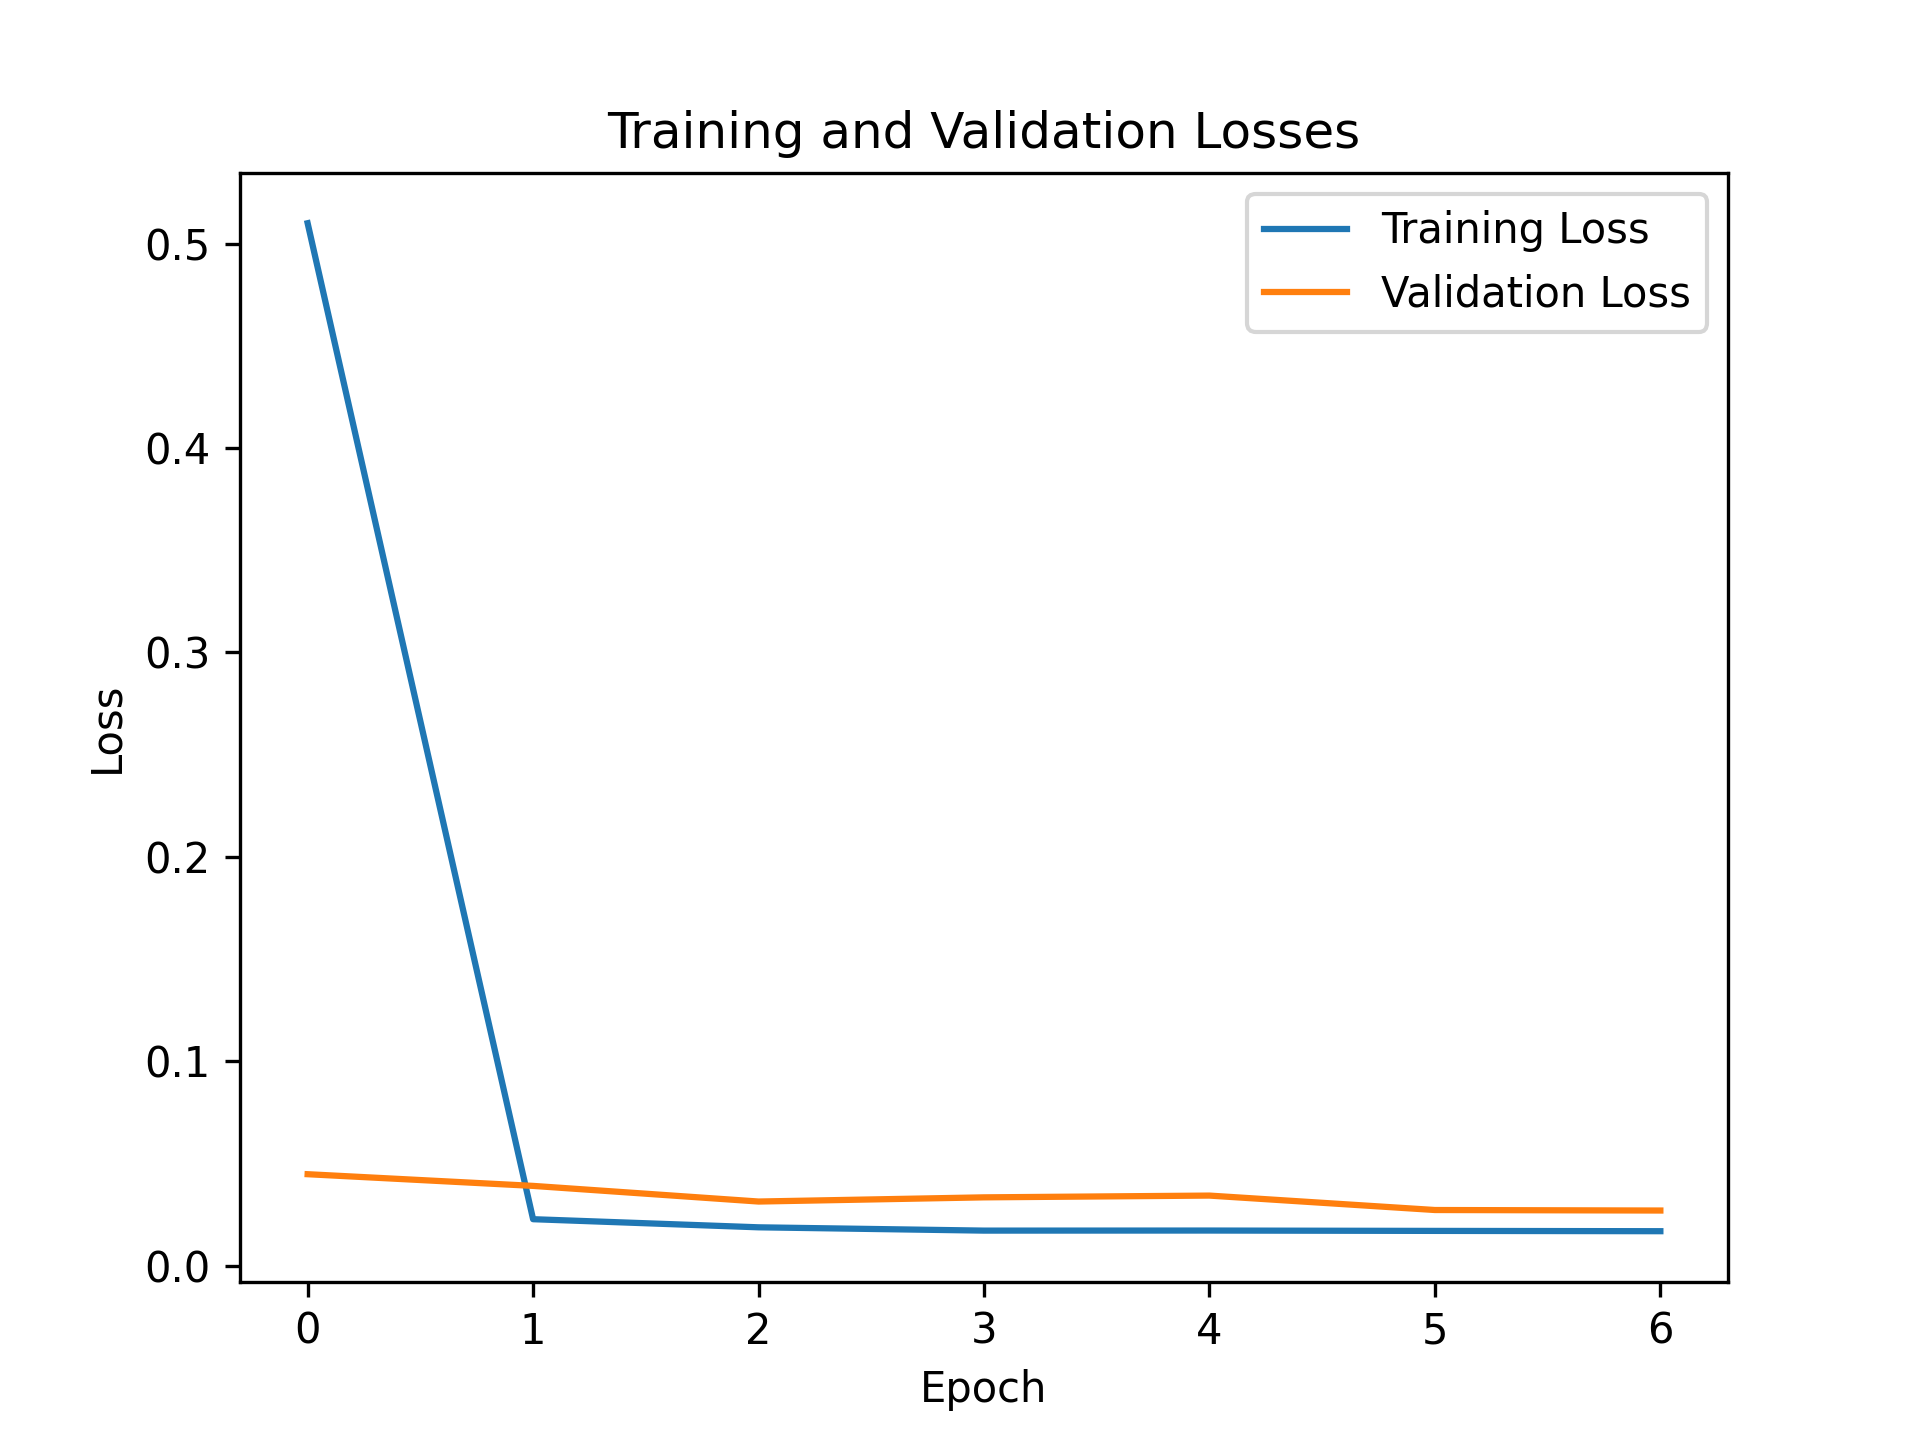 Training and Validation Losses
Training Loss
Validation Loss
0.5
0.4
0.3
0.2
0.1
0.0
Loss
0 1 2 3 4 5 6
Epoch